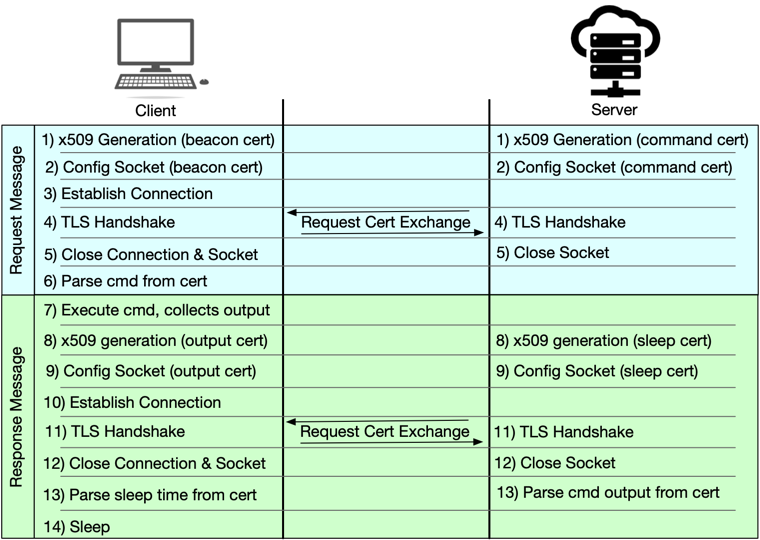 Client
Server
Request Message
1) x509 Generation (beacon cert)
1) x509 Generation (command cert)
2) Config Socket (beacon cert)
2) Config Socket (command cert)
3) Establish Connection
4) TLS Handshake
Request Cert Exchange
4) TLS Handshake
5) Close Connection & Socket
5) Close Socket
6) Parse cmd from cert
Response Message
7) Execute cmd, collects output
8) x509 generation (output cert)
8) x509 generation (sleep cert)
9) Config Socket (output cert)
9) Config Socket (sleep cert)
10) Establish Connection
11) TLS Handshake
Request Cert Exchange
11) TLS Handshake
12) Close Connection & Socket
12) Close Socket
13) Parse sleep time from cert
13) Parse cmd output from cert
14) Sleep